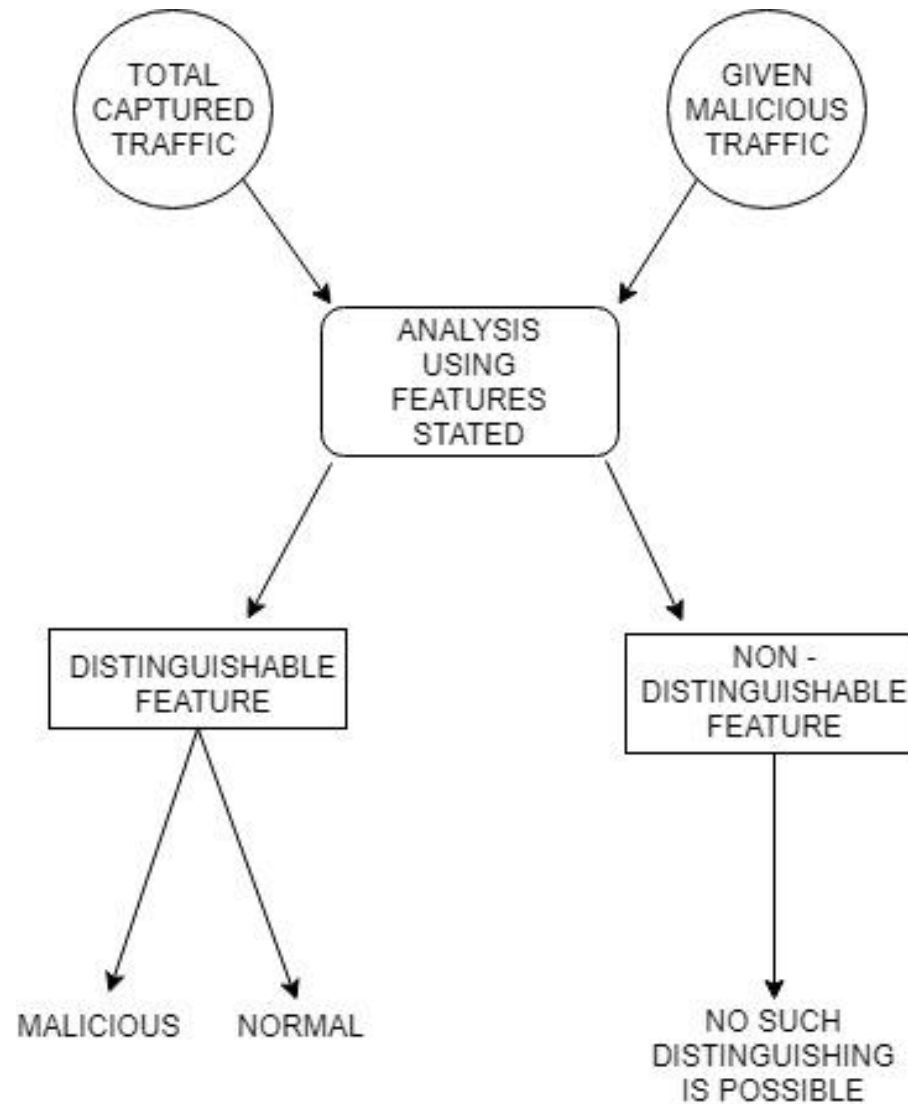 TOTAL
CAPTURED
TRAFFIC
GIVEN
MALICIOUS
TRAFFIC
ANALYSIS
USING
FEATURES
STATED
DISTINGUISHABLE
FEATURE
NON -
DISTINGUISHABLE
FEATURE
MALICIOUS
NORMAL
NO SUCH
DISTINGUISHING
IS POSSIBLE